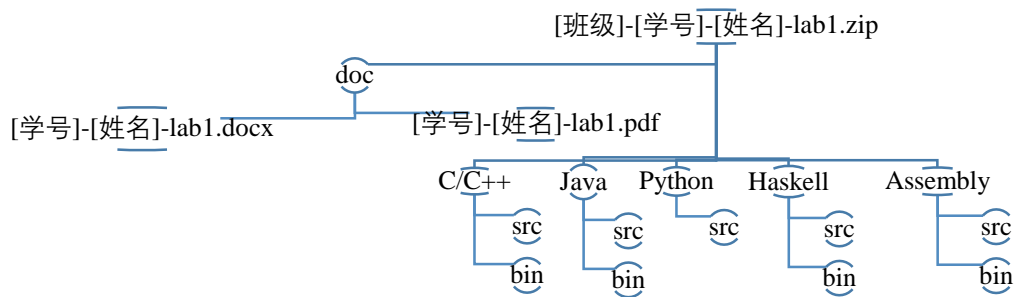 [班级]-[学号]-[姓名]-lab1.zip
doc
[学号]-[姓名]-lab1.docx
[学号]-[姓名]-lab1.pdf
C/C++
Java
Python
Haskell
Assembly
src
src
src
src
src
bin
bin
bin
bin